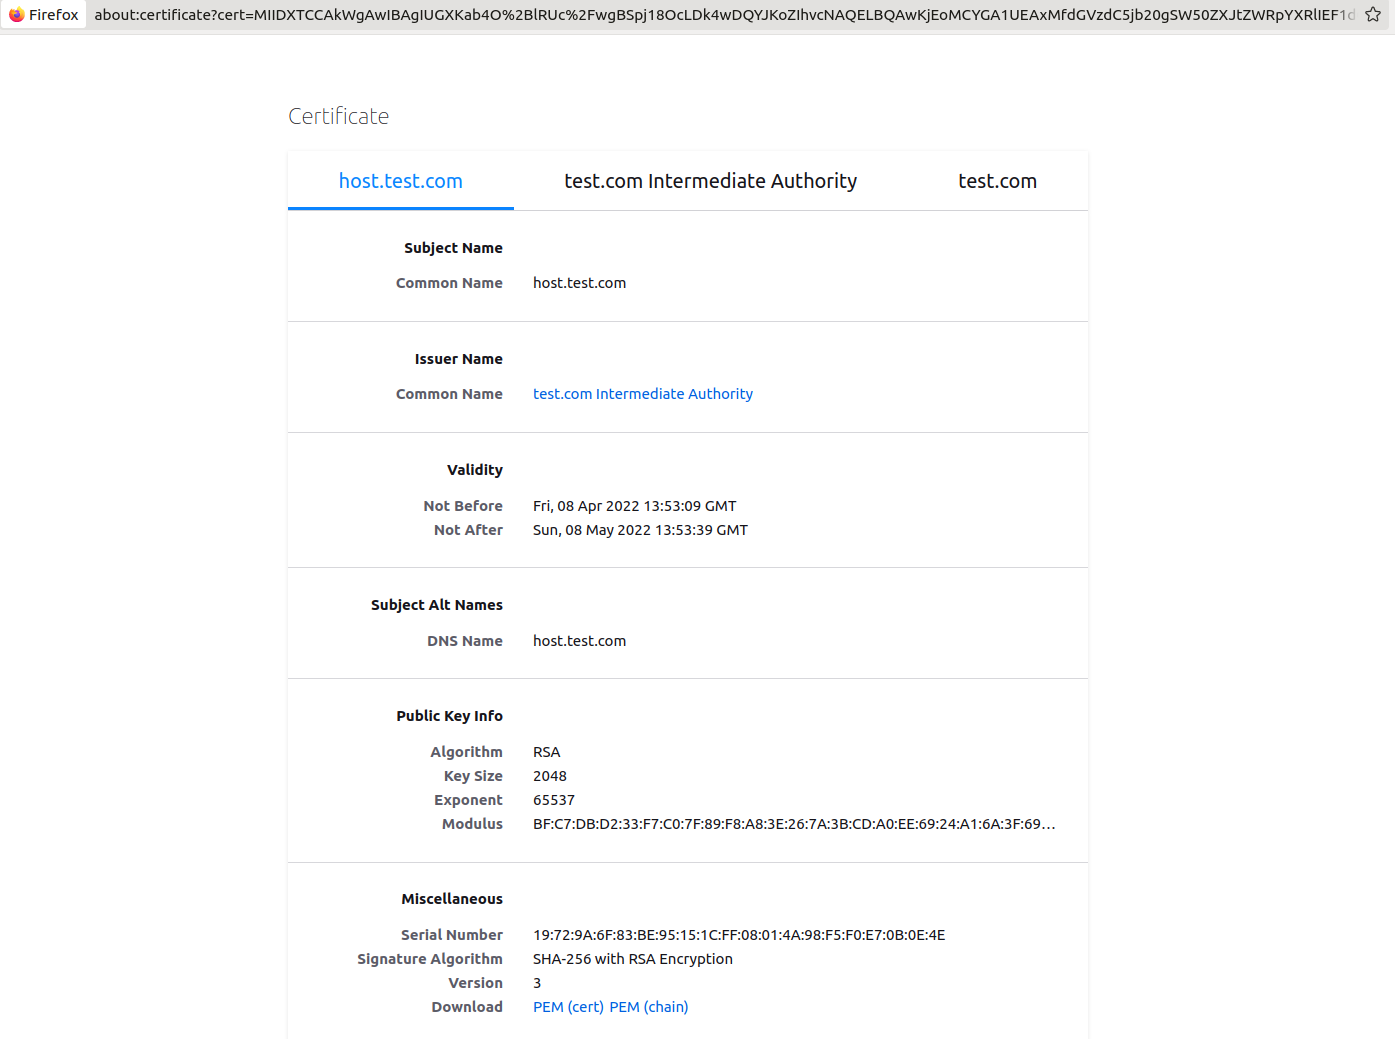 Firefox about:certificate?cert=MIIDXTCCAkWgAwIBAgIUGXKab4O%2BlRUc%2FwgBSpj18OcLDk4wDQYJKoZIhvcNAQELBQAwKjEoMCYGA1UEAxMfdGVzdC5jb20gSW50ZXJtZWRpYXRlIEF1d
Certificate
host.test.com test.com Intermediate Authority test.com
Subject Name
Common Name host.test.com
Issuer Name
Common Name test.com Intermediate Authority
Validity
Not Before Fri, 08 Apr 2022 13:53:09 GMT
Not After Sun, 08 May 2022 13:53:39 GMT
Subject Alt Names
DNS Name host.test.com
Public Key Info
Algorithm RSA
Key Size 2048
Exponent 65537
Modulus BF:C7:DB:D2:33:F7:C0:7F:89:F8:A8:3E:26:7A:3B:CD:A0:EE:69:24:A1:6A:3F:69…
Miscellaneous
Serial Number 19:72:9A:6F:83:BE:95:15:1C:FF:08:01:4A:98:F5:F0:E7:0B:0E:4E
Signature Algorithm SHA-256 with RSA Encryption
Version 3
Download PEM (cert) PEM (chain)